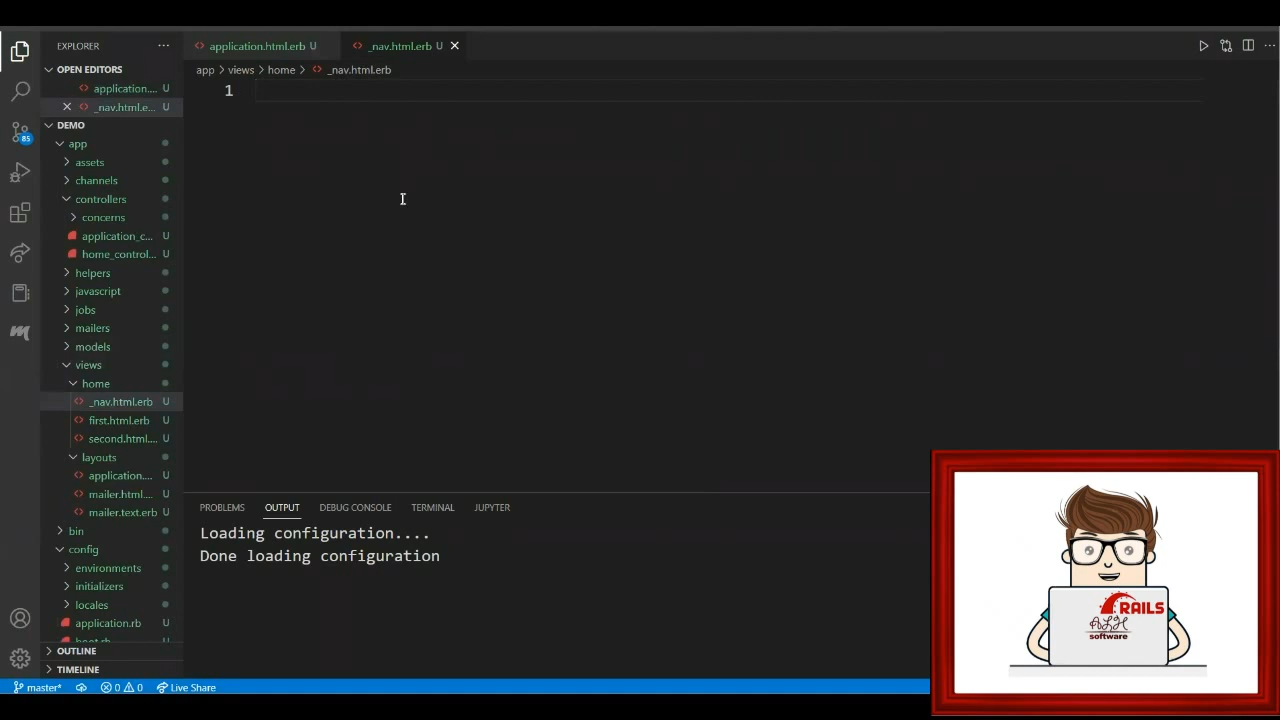 EXPLORER
application.html.erb U
_nav.html.erb U
OPEN EDITORS
app > views > home > _nav.html.erb
application.... U
_nav.html.e... U
1
DEMO
app
assets
channels
controllers
concerns
application_c... U
home_control... U
helpers
javascript
jobs
mailers
models
views
home
_nav.html.erb U
first.html.erb U
second.html.... U
layouts
application.... U
mailer.html.... U
mailer.text.erb U
bin
config
environments
initializers
locales
application.rb U
boot.rb U
OUTLINE
TIMELINE
PROBLEMS OUTPUT DEBUG CONSOLE TERMINAL JUPYTER
Loading configuration....
Done loading configuration
85
RAILS
ALH
software
master* 0 0 Live Share